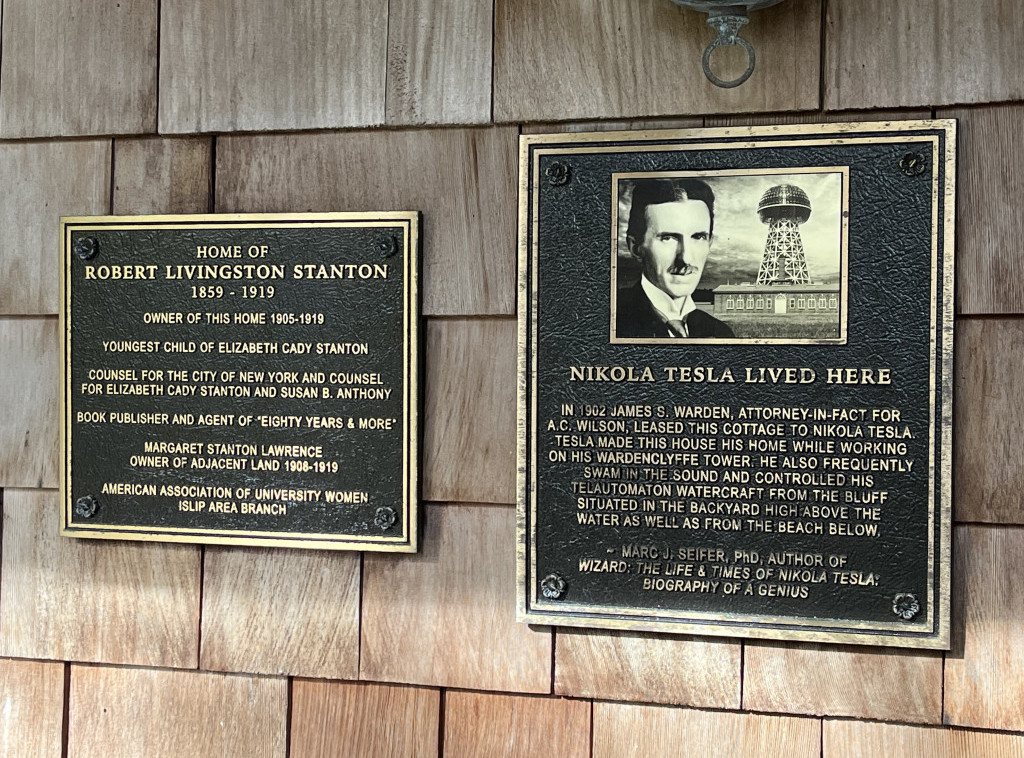 HOME OF
ROBERT LIVINGSTON STANTON
1859 - 1919
OWNER OF THIS HOME 1905-1919
YOUNGEST CHILD OF ELIZABETH CADY STANTON
COUNSEL FOR THE CITY OF NEW YORK AND COUNSEL
FOR ELIZABETH CADY STANTON AND SUSAN B. ANTHONY
BOOK PUBLISHER AND AGENT OF "EIGHTY YEARS & MORE"
MARGARET STANTON LAWRENCE
OWNER OF ADJACENT LAND 1908-1919
AMERICAN ASSOCIATION OF UNIVERSITY WOMEN
ISLIP AREA BRANCH
NIKOLA TESLA LIVED HERE
IN 1902 JAMES S. WARDEN, ATTORNEY-IN-FACT FOR
A.C. WILSON, LEASED THIS COTTAGE TO NIKOLA TESLA.
TESLA MADE THIS HOUSE HIS HOME WHILE WORKING
ON HIS WARDENCLYFFE TOWER. HE ALSO FREQUENTLY
SWAM IN THE SOUND AND CONTROLLED HIS
TELAUTOMATON WATERCRAFT FROM THE BLUFF
SITUATED IN THE BACKYARD HIGH ABOVE THE
WATER AS WELL AS FROM THE BEACH BELOW.
~ MARC J. SEIFER, PhD, AUTHOR OF
WIZARD: THE LIFE & TIMES OF NIKOLA TESLA:
BIOGRAPHY OF A GENIUS